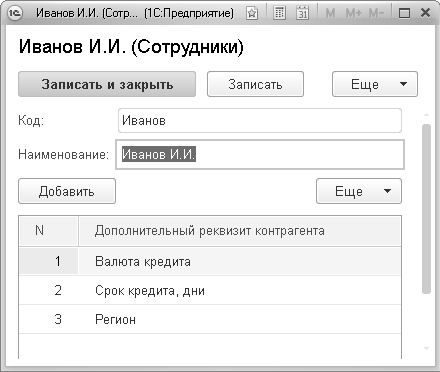 Иванов И.И. (Сотр... (1С:Предприятие)
31 M M+ M-
Иванов И.И. (Сотрудники)
Записать и закрыть Записать Еще
Код: Иванов
Наименование: Иванов И.И.
Добавить Еще
N Дополнительный реквизит контрагента
1 Валюта кредита
2 Срок кредита, дни
3 Регион